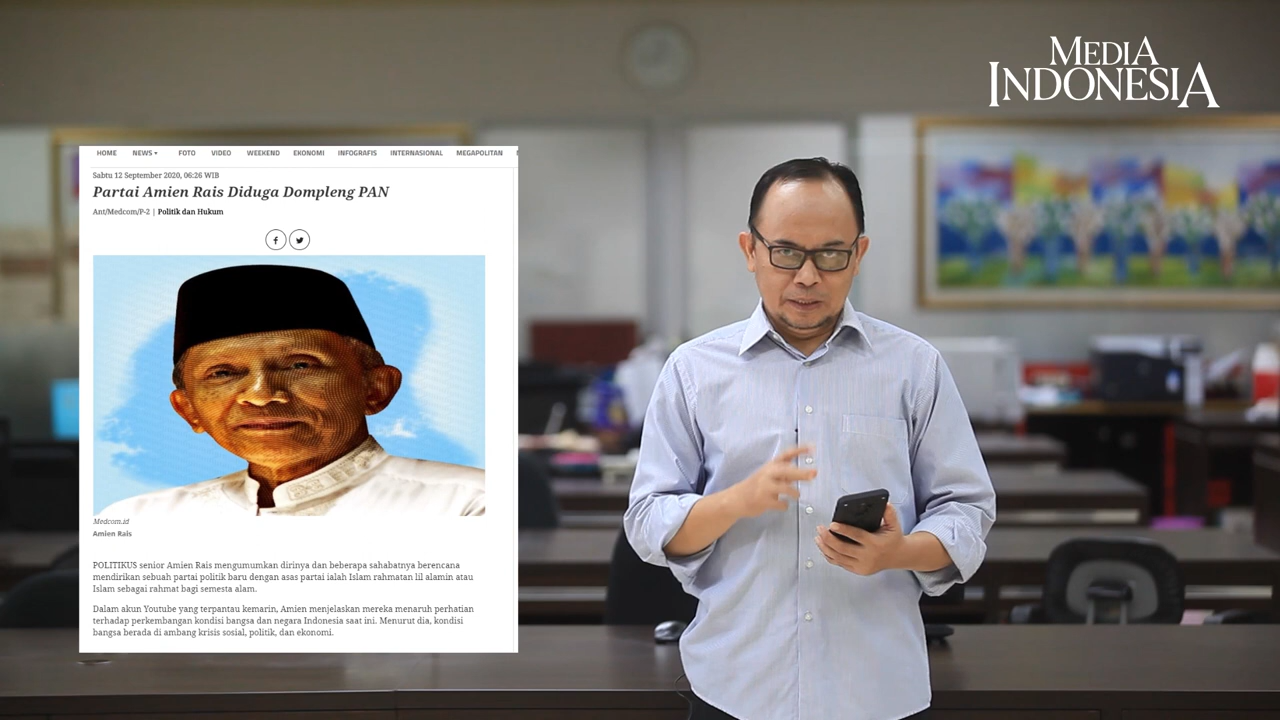 MEDIA
INDONESIA
HOME NEWS FOTO VIDEO WEEKEND EKONOMI INFOGRAFIS INTERNASIONAL MEGAPOLITAN
Sabtu 12 September 2020, 06:26 WIB
Partai Amien Rais Diduga Dompleng PAN
Ant/Medcom/P-2 | Politik dan Hukum
Medcom.id
Amien Rais
POLITIKUS senior Amien Rais mengumumkan dirinya dan beberapa sahabatnya berencana
mendirikan sebuah partai politik baru dengan asas partai ialah Islam rahmatan lil alamin atau
Islam sebagai rahmat bagi semesta alam.
Dalam akun Youtube yang terpantau kemarin, Amien menjelaskan mereka menaruh perhatian
terhadap perkembangan kondisi bangsa dan negara Indonesia saat ini. Menurut dia, kondisi
bangsa berada di ambang krisis sosial, politik, dan ekonomi.